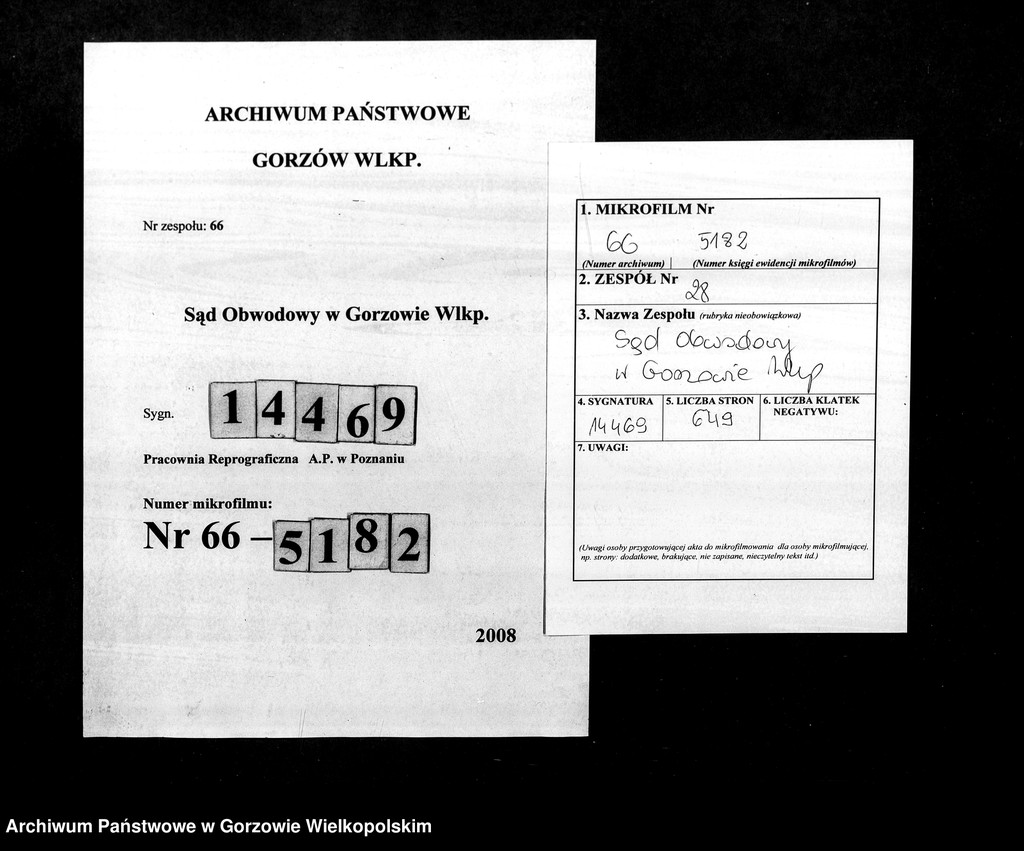 ARCHIWUM PAŃSTWOWE
GORZÓW WLKP.
Nr zespołu: 66
Sąd Obwodowy w Gorzowie Wlkp.
Sygn. 14469
Pracownia Reprograficzna A.P. w Poznaniu
Numer mikrofilmu:
Nr 66 – 5182
2008
1. MIKROFILM Nr
66 5182
(Numer archiwum) (Numer księgi ewidencji mikrofilmów)
2. ZESPÓŁ Nr
28
3. Nazwa Zespołu (rubryka nieobowiązkowa)
Sąd Obwodowy
w Gorzowie Wlkp
4. SYGNATURA 5. LICZBA STRON 6. LICZBA KLATEK
NEGATYWU:
14469 649
7. UWAGI:
(Uwagi osoby przygotowującej akta do mikrofilmowania dla osoby mikrofilmującej,
np. strony: dodatkowe, brakujące, nie zapisane, nieczytelny tekst itd.)
Archiwum Państwowe w Gorzowie Wielkopolskim